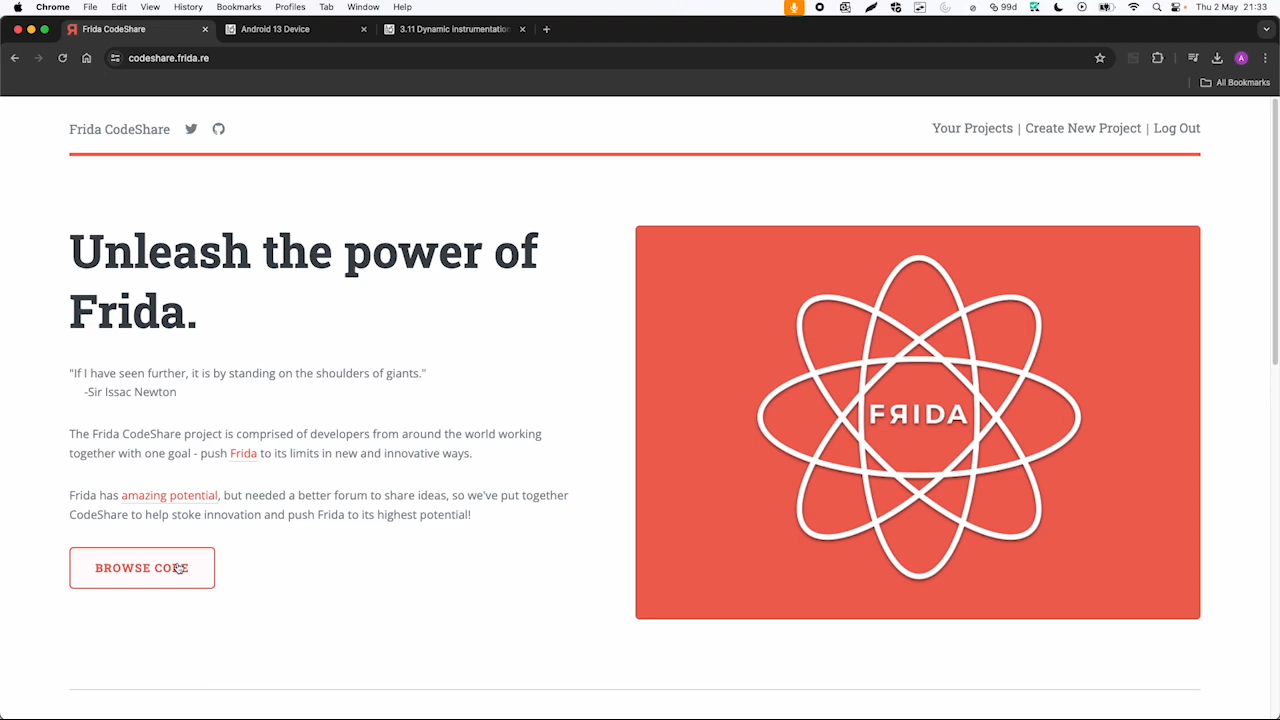 Chrome File Edit View History Bookmarks Profiles Tab Window Help 99d Thu 2 May 21:33
Frida CodeShare Android 13 Device 3.11 Dynamic instrumentation
codeshare.frida.re A
All Bookmarks
Frida CodeShare Your Projects | Create New Project | Log Out
Unleash the power of
Frida.
"If I have seen further, it is by standing on the shoulders of giants."
-Sir Issac Newton
The Frida CodeShare project is comprised of developers from around the world working
together with one goal - push Frida to its limits in new and innovative ways.
Frida has amazing potential, but needed a better forum to share ideas, so we've put together
CodeShare to help stoke innovation and push Frida to its highest potential!
BROWSE CODE
FЯIDA